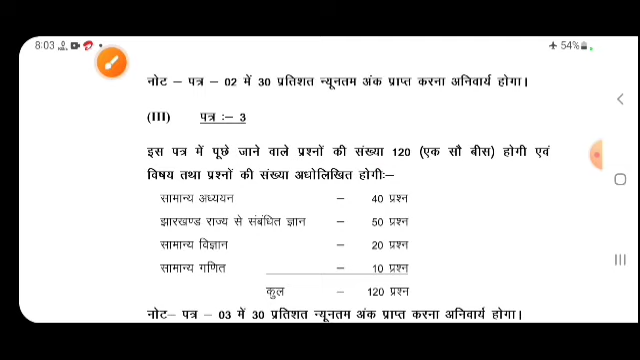 8:03
54%
नोट – पत्र – 02 में 30 प्रतिशत न्यूनतम अंक प्राप्त करना अनिवार्य होगा।
(III) पत्र :– 3
इस पत्र में पूछे जाने वाले प्रश्नों की संख्या 120 (एक सौ बीस) होगी एवं
विषय तथा प्रश्नों की संख्या अधोलिखित होगीः–
सामान्य अध्ययन – 40 प्रश्न
झारखण्ड राज्य से संबंधित ज्ञान – 50 प्रश्न
सामान्य विज्ञान – 20 प्रश्न
सामान्य गणित – 10 प्रश्न
कुल – 120 प्रश्न
नोट– पत्र – 03 में 30 प्रतिशत न्यूनतम अंक प्राप्त करना अनिवार्य होगा।